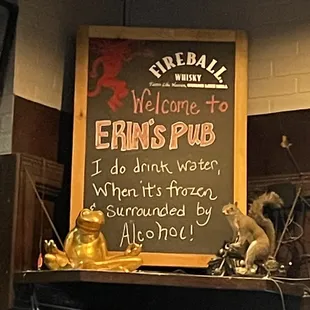 FIREBALL
WHISKY
Welcome to
ERIN'S PUB
I do drink water,
When it's frozen
& surrounded by
Alcohol!